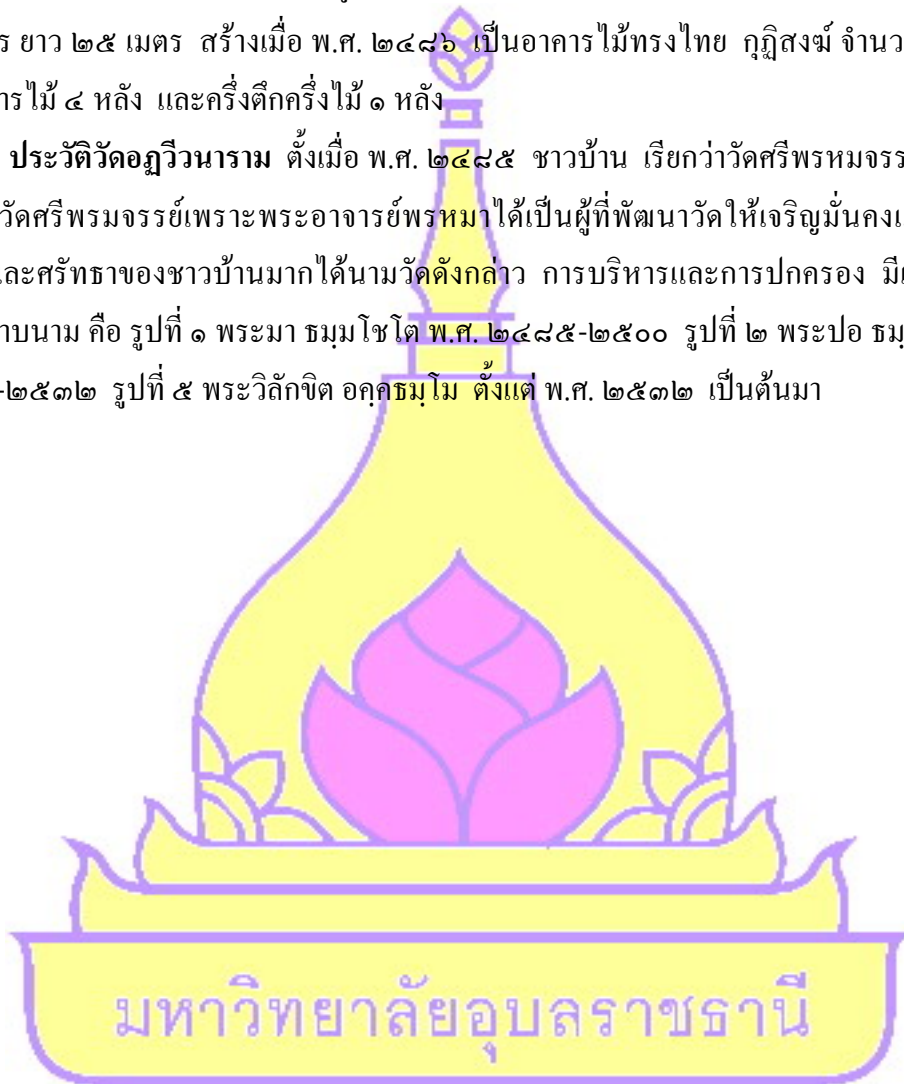 ร ยาว ๒๕ เมตร สร้างเมื่อ พ.ศ. ๒๔๘๖ เป็นอาคารไม้ทรงไทย กุฏิสงฆ์ จำนว
ารไม้ ๔ หลัง และครึ่งตึกครึ่งไม้ ๑ หลัง
ประวัติวัดอฏวีวนาราม ตั้งเมื่อ พ.ศ. ๒๔๘๕ ชาวบ้าน เรียกว่าวัดศรีพรหมจรร
วัดศรีพรมจรรย์เพราะพระอาจารย์พรหมาได้เป็นผู้ที่พัฒนาวัดให้เจริญมั่นคงเ
และศรัทธาของชาวบ้านมากได้นามวัดดังกล่าว การบริหารและการปกครอง มีเ
าบนาม คือ รูปที่ ๑ พระมา ธมฺมโชโต พ.ศ. ๒๔๘๕-๒๕๐๐ รูปที่ ๒ พระปอ ธมฺ
-๒๕๓๒ รูปที่ ๕ พระวิลักขิต อคฺคธมฺโม ตั้งแต่ พ.ศ. ๒๕๓๒ เป็นต้นมา
มหาวิทยาลัยอุบลราชธานี